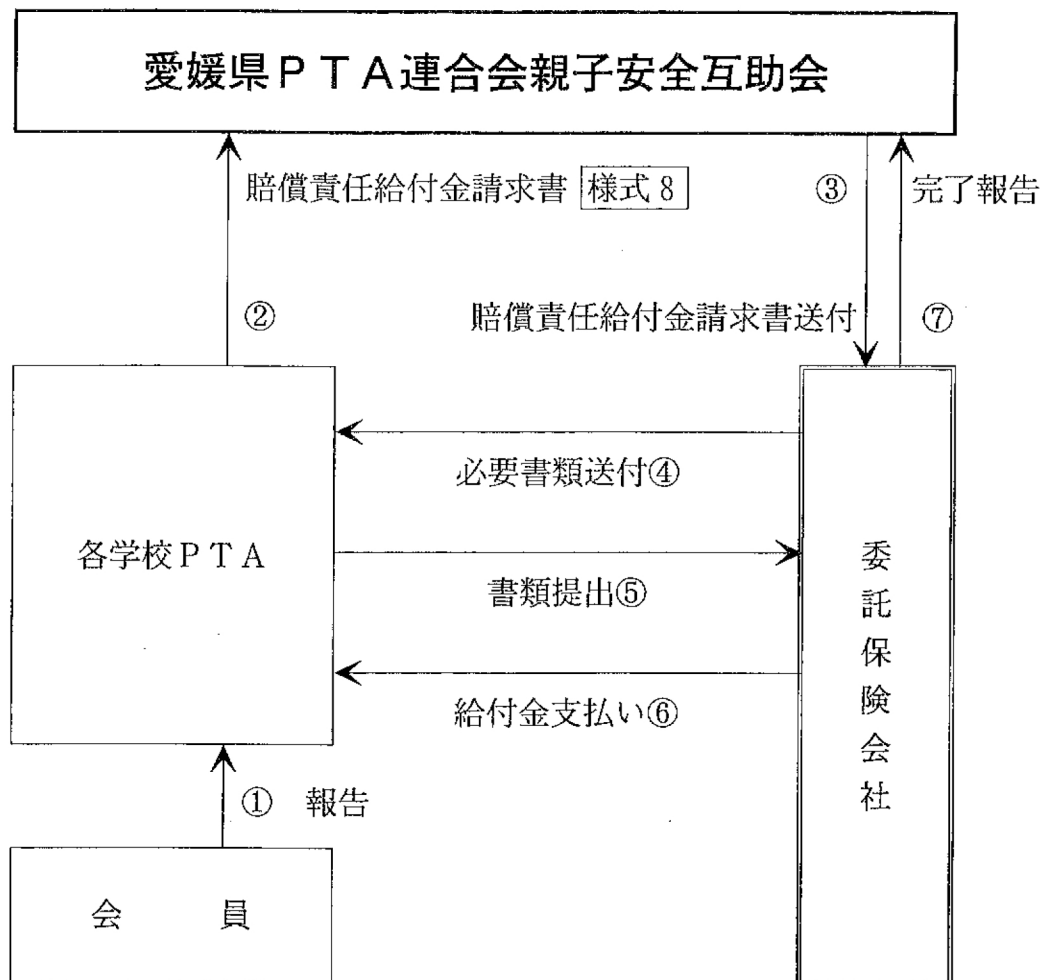 愛媛県PTA連合会親子安全互助会
賠償責任給付金請求書 様式8
③
完了報告
②
賠償責任給付金請求書送付
⑦
必要書類送付④
各学校PTA
書類提出⑤
委託保険会社
給付金支払い⑥
① 報告
会員